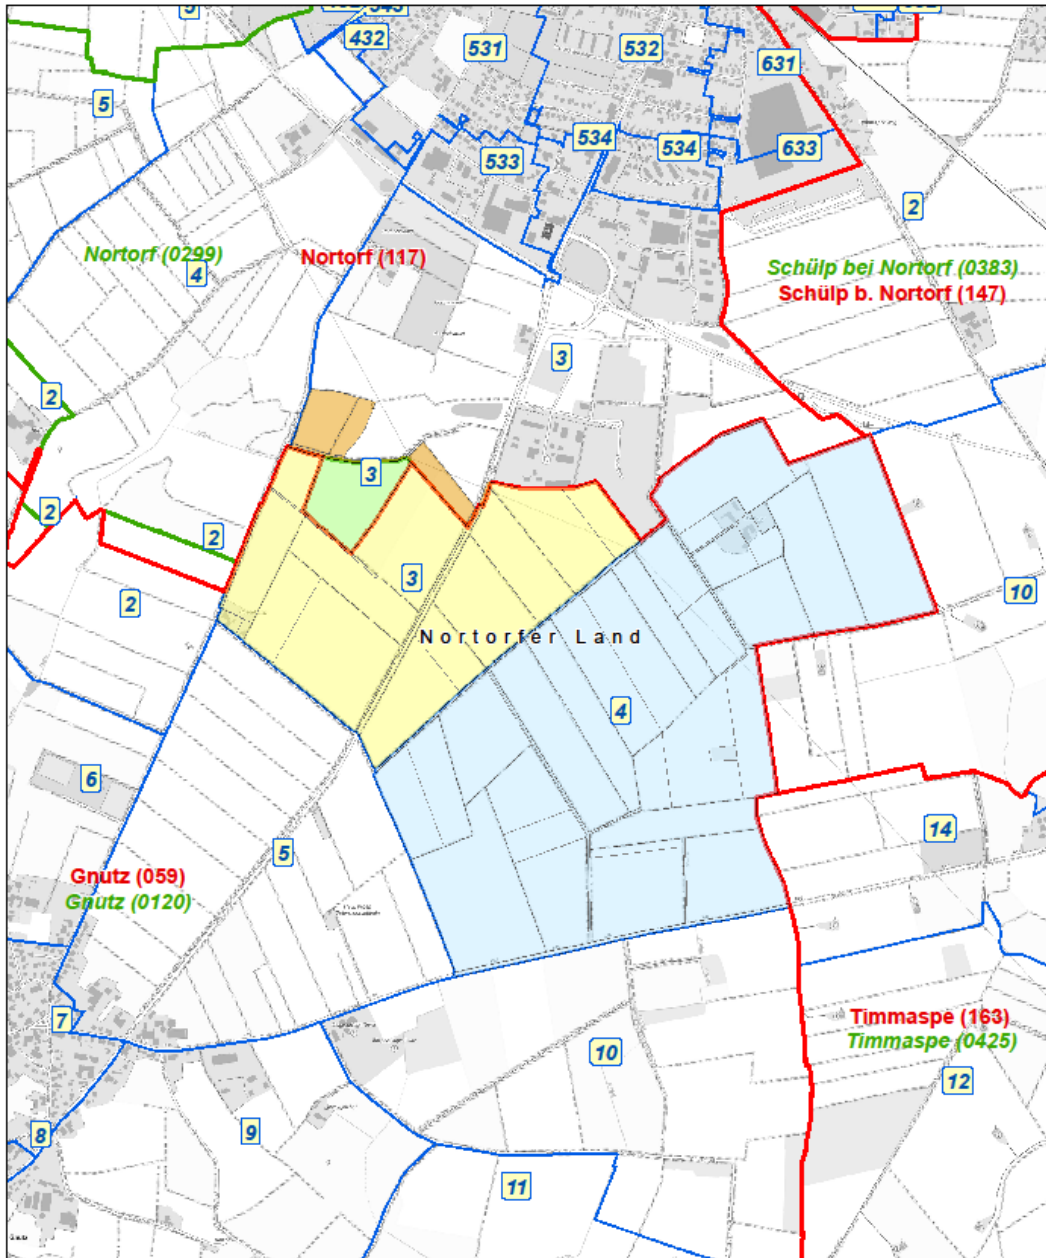 432
531
532
631
5
533
534
534
633
2
Nortorf (0299)
4
Nortorf (117)
Schülp bei Nortorf (0383)
Schülp b. Nortorf (147)
3
2
3
2
2
3
2
10
Nortorfer Land
4
6
14
5
Gnutz (059)
Gnutz (0120)
7
Timmaspe (163)
Timmaspe (0425)
10
12
8
9
11
Gnutz